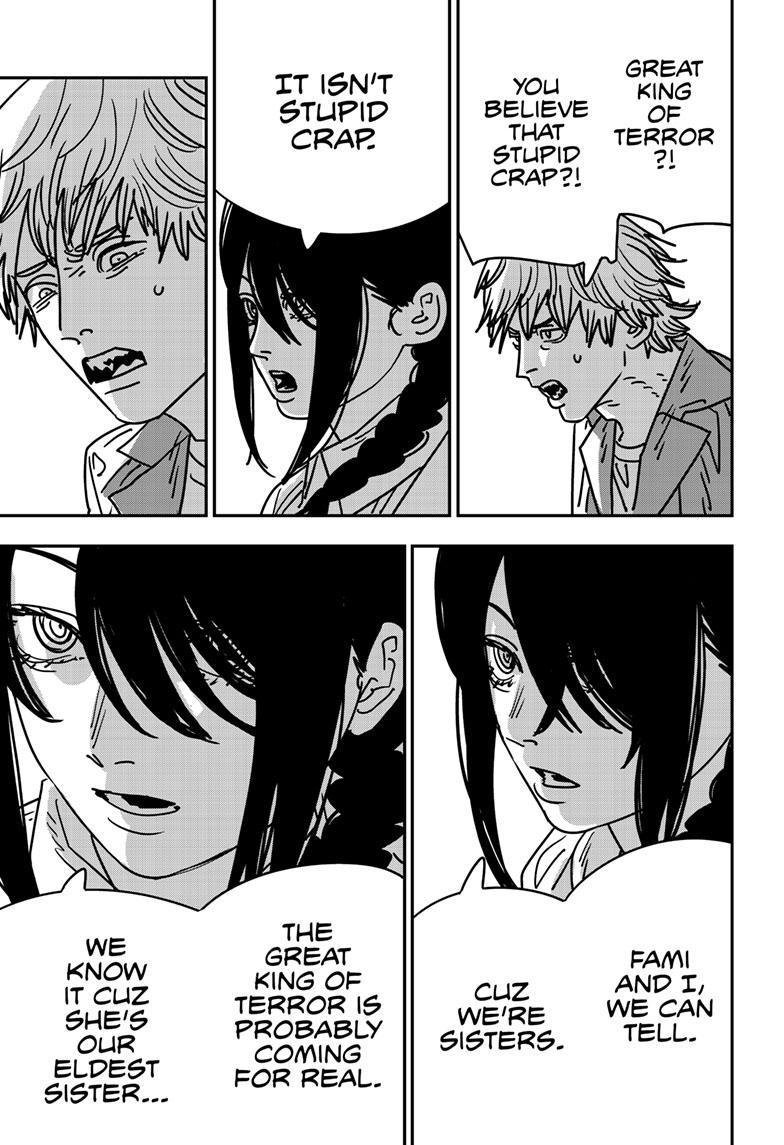 GREAT
KING
OF
TERROR
?!
YOU
BELIEVE
THAT
STUPID
CRAP?!
IT ISN'T
STUPID
CRAP.
FAMI
AND I,
WE CAN
TELL.
CUZ
WE'RE
SISTERS.
THE
GREAT
KING OF
TERROR IS
PROBABLY
COMING
FOR REAL.
WE
KNOW
IT CUZ
SHE'S
OUR
ELDEST
SISTER...